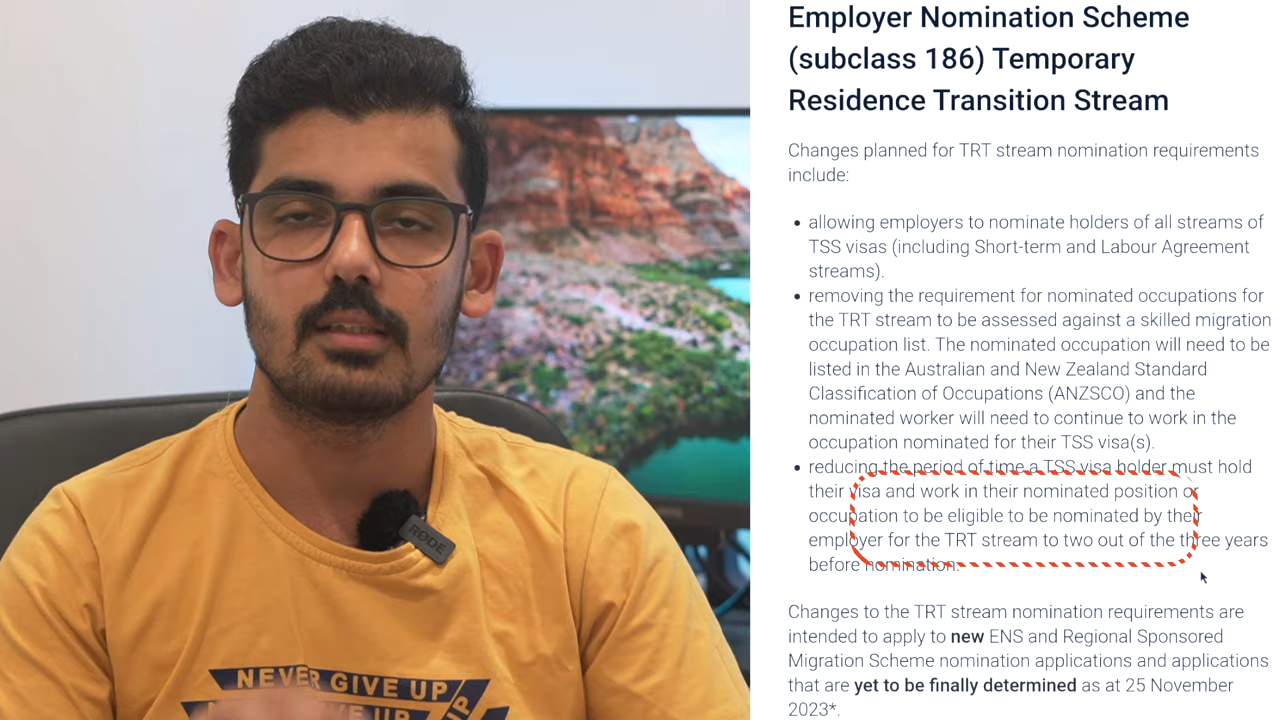 RØDE
NEVER GIVE UP
Employer Nomination Scheme
(subclass 186) Temporary
Residence Transition Stream
Changes planned for TRT stream nomination requirements
include:
• allowing employers to nominate holders of all streams of
TSS visas (including Short-term and Labour Agreement
streams).
• removing the requirement for nominated occupations for
the TRT stream to be assessed against a skilled migration
occupation list. The nominated occupation will need to be
listed in the Australian and New Zealand Standard
Classification of Occupations (ANZSCO) and the
nominated worker will need to continue to work in the
occupation nominated for their TSS visa(s).
• reducing the period of time a TSS visa holder must hold
their visa and work in their nominated position or
occupation to be eligible to be nominated by their
employer for the TRT stream to two out of the three years
before nomination.
Changes to the TRT stream nomination requirements are
intended to apply to new ENS and Regional Sponsored
Migration Scheme nomination applications and applications
that are yet to be finally determined as at 25 November
2023*.